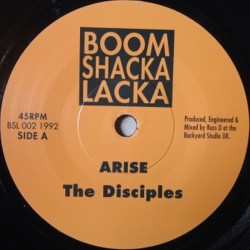 BOOM
SHACKA
LACKA
45RPM
BSL 002 1992
SIDE A
Produced, Engineered &
Mixed by Russ D at the
Backyard Studio UK.
ARISE
The Disciples